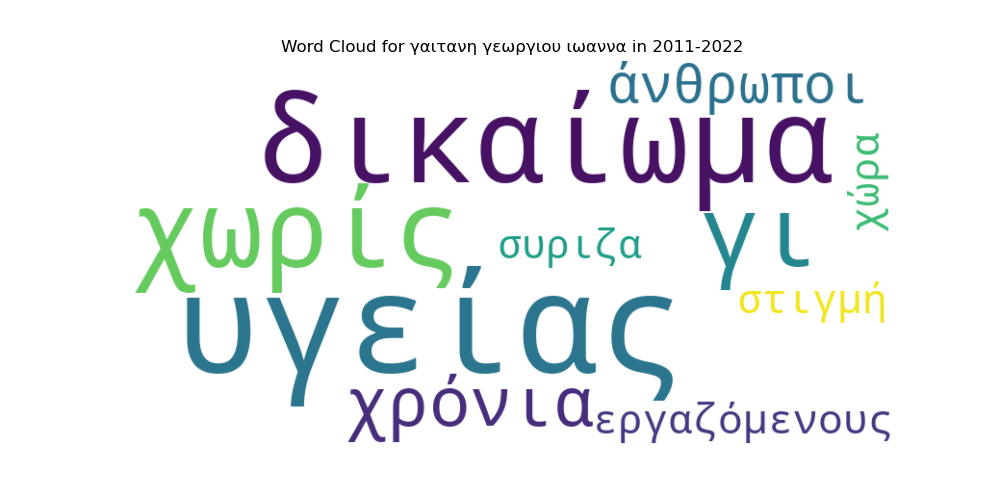 Word Cloud for γαιτανη γεωργιου ιωαννα in 2011-2022
άνθρωποι
δικαίωμα
χώρα
χωρίς
συριζα
γι
στιγμή
υγείας
χρόνια
εργαζόμενους